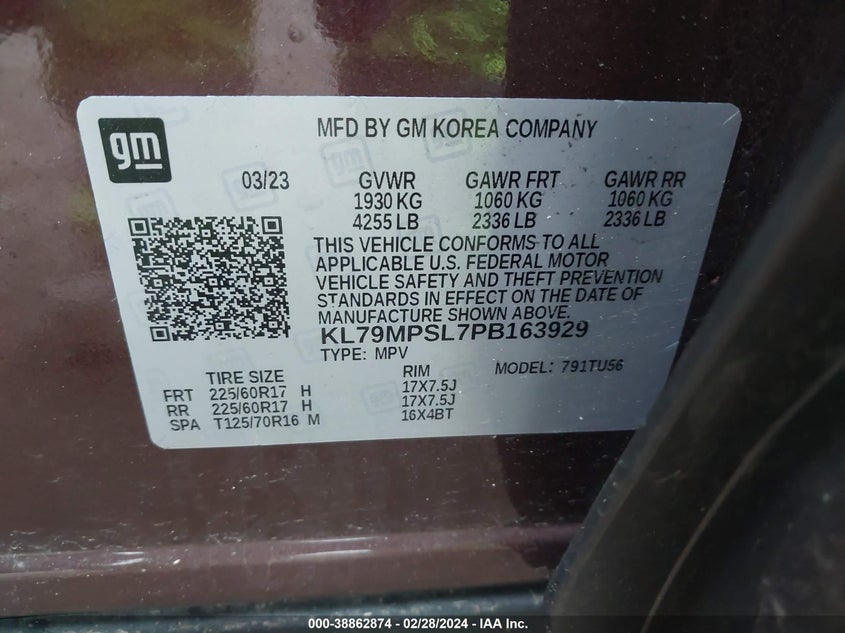 gm
MFD BY GM KOREA COMPANY
03/23
GVWR GAWR FRT GAWR RR
1930 KG 1060 KG 1060 KG
4255 LB 2336 LB 2336 LB
THIS VEHICLE CONFORMS TO ALL
APPLICABLE U.S. FEDERAL MOTOR
VEHICLE SAFETY AND THEFT PREVENTION
STANDARDS IN EFFECT ON THE DATE OF
MANUFACTURE SHOWN ABOVE.
KL79MPSL7PB163929
TYPE: MPV MODEL: 791TU56
TIRE SIZE RIM
FRT 225/60R17 H 17X7.5J
RR 225/60R17 H 17X7.5J
SPA T125/70R16 M 16X4BT
000-38862874 - 02/28/2024 - IAA Inc.